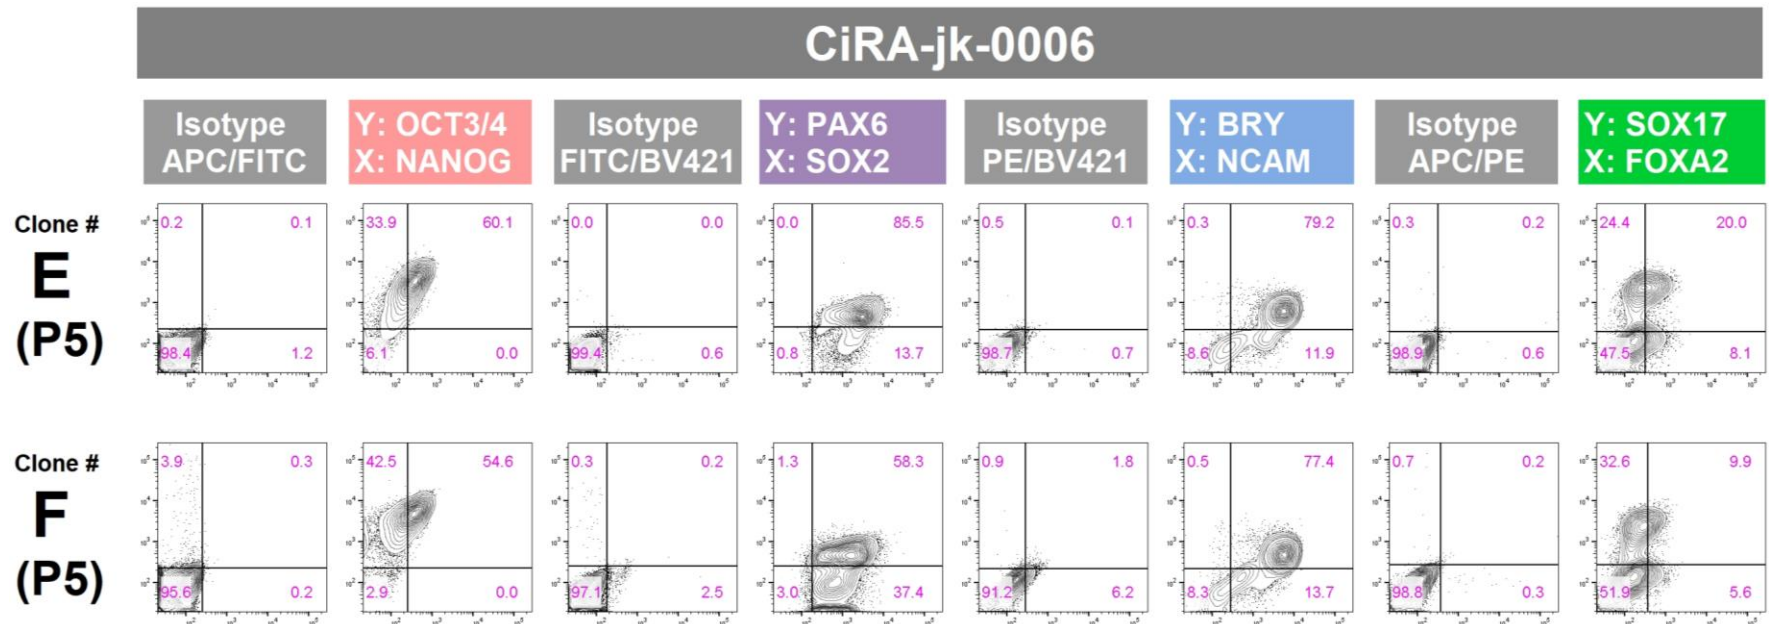 CiRA-jk-0006
Isotype
APC/FITC
Y: OCT3/4
X: NANOG
Isotype
FITC/BV421
Y: PAX6
X: SOX2
Isotype
PE/BV421
Y: BRY
X: NCAM
Isotype
APC/PE
Y: SOX17
X: FOXA2
Clone #
E
(P5)
0.2 0.1
98.4 1.2
33.9 60.1
6.1 0.0
0.0 0.0
99.4 0.6
0.0 85.5
0.8 13.7
0.5 0.1
98.7 0.7
0.3 79.2
8.6 11.9
0.3 0.2
98.9 0.6
24.4 20.0
47.5 8.1
Clone #
F
(P5)
3.9 0.3
95.6 0.2
42.5 54.6
2.9 0.0
0.3 0.2
97.1 2.5
1.3 58.3
3.0 37.4
0.9 1.8
91.2 6.2
0.5 77.4
8.3 13.7
0.7 0.2
98.8 0.3
32.6 9.9
51.9 5.6